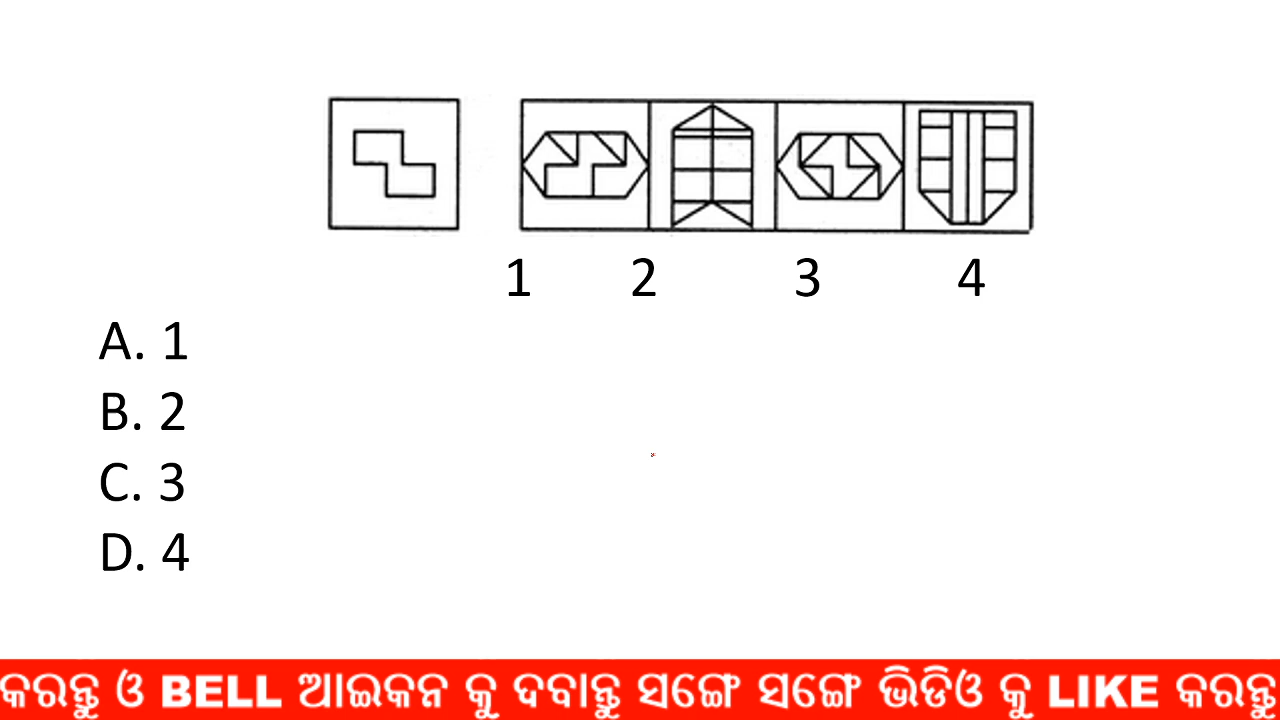 1 2 3 4
A. 1
B. 2
C. 3
D. 4
କରନ୍ତୁ ଓ BELL ଆଇକନ କୁ ଦବାନ୍ତୁ ସଙ୍ଗେ ସଙ୍ଗେ ଭିଡିଓ କୁ LIKE କରନ୍ତୁ